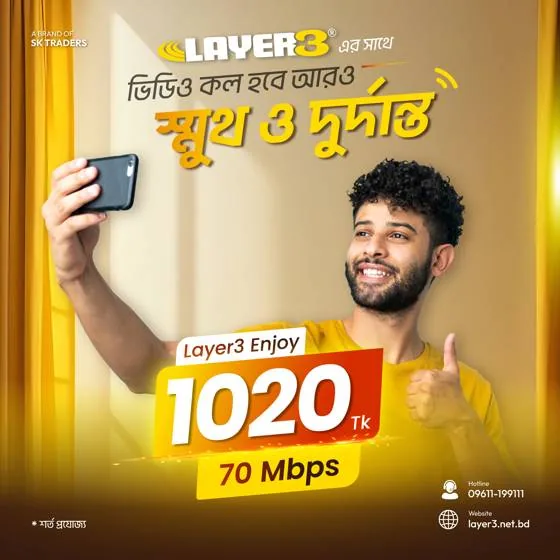 A BRAND OF
SK TRADERS
LAYER3® এর সাথে
ভিডিও কল হবে আরও
স্মুথ ও দুর্দান্ত
Layer3 Enjoy
1020 Tk
70 Mbps
* শর্ত প্রযোজ্য
Hotline
09611-199111
Website
layer3.net.bd